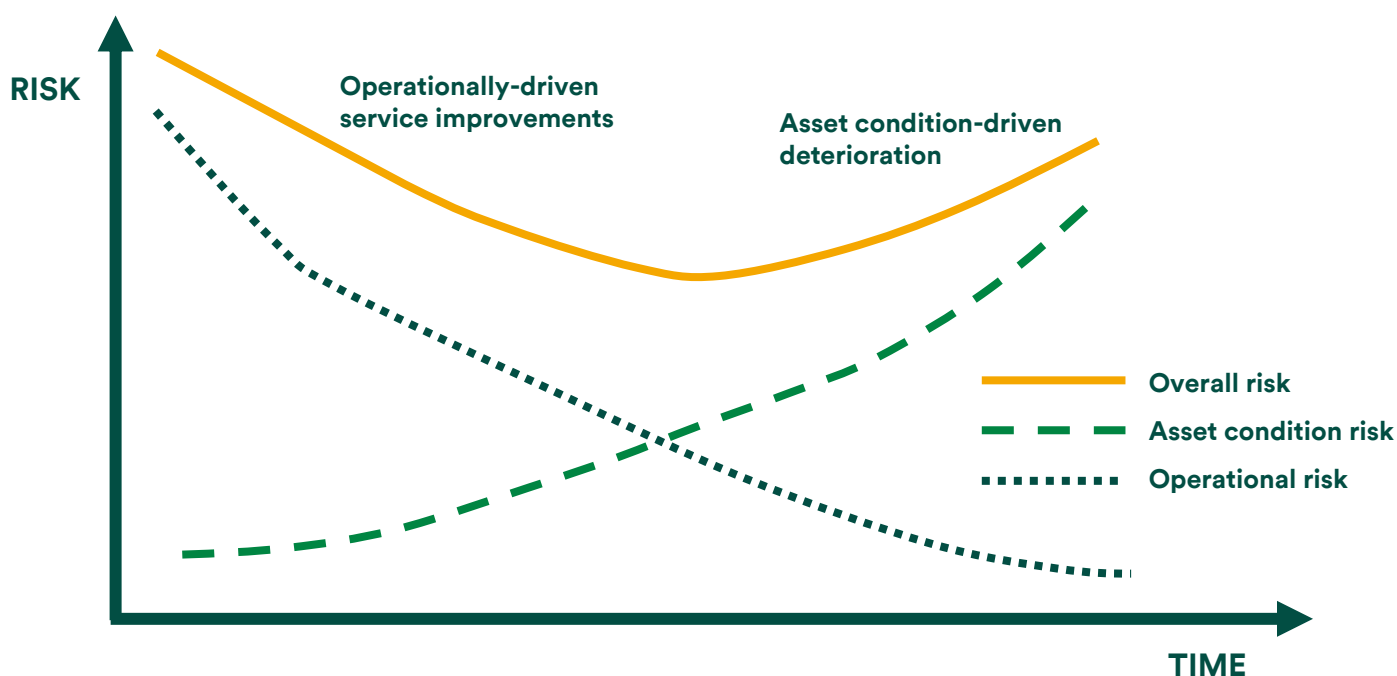 RISK
Operationally-driven
service improvements
Asset condition-driven
deterioration
Overall risk
Asset condition risk
Operational risk
TIME